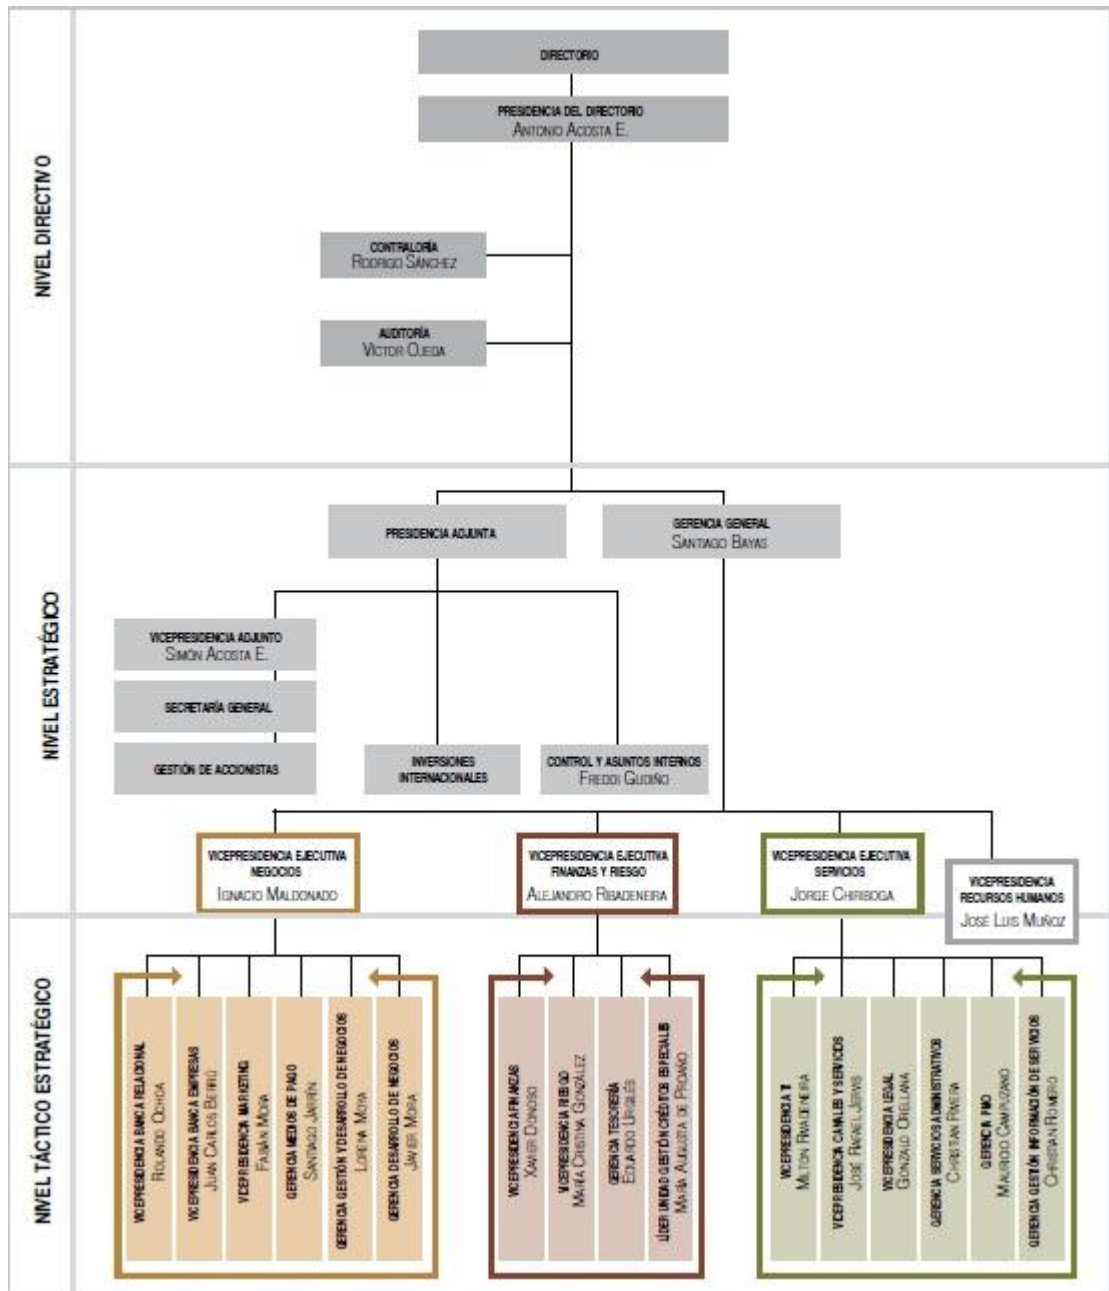 NIVEL DIRECTIVO
DIRECTORIO
PRESIDENCIA DEL DIRECTORIO
ANTONIO ACOSTA E.
CONTRALORÍA
RODRIGO SÁNCHEZ
AUDITORÍA
VÍCTOR OJEDA
NIVEL ESTRATÉGICO
PRESIDENCIA ADJUNTA
GERENCIA GENERAL
SANTIAGO BAYAS
VICEPRESIDENCIA ADJUNTO
SIMÓN ACOSTA E.
SECRETARÍA GENERAL
GESTIÓN DE ACCIONISTAS
INVERSIONES
INTERNACIONALES
CONTROL Y ASUNTOS INTERNOS
FREDDI GUDIÑO
VICEPRESIDENCIA EJECUTIVA
NEGOCIOS
IGNACIO MALDONADO
VICEPRESIDENCIA EJECUTIVA
FINANZAS Y RIESGO
ALEJANDRO RIBADENEIRA
VICEPRESIDENCIA EJECUTIVA
SERVICIOS
JORGE CHIRIBOGA
VICEPRESIDENCIA
RECURSOS HUMANOS
JOSÉ LUIS MUÑOZ
NIVEL TÁCTICO ESTRATÉGICO
VICEPRESIDENCIA BANCA RELACIONAL
ROLANDO OCHOA
VICEPRESIDENCIA BANCA EMPRESAS
JUAN CARLOS BERRÚ
VICEPRESIDENCIA MARKETING
FABIÁN MORA
GERENCIA MEDIOS DE PAGO
SANTIAGO JARRÍN
GERENCIA GESTIÓN Y DESARROLLO DE NEGOCIOS
LORENA MOYA
GERENCIA DESARROLLO DE NEGOCIOS
JAVIER MORA
VICEPRESIDENCIA FINANZAS
XAVIER DONOSO
VICEPRESIDENCIA RIESGO
MARÍA CRISTINA GONZÁLEZ
GERENCIA TESORERÍA
EDUARDO URGILÉS
LÍDER UNIDAD GESTIÓN CRÉDITOS ESPECIALES
MARÍA AUGUSTA DE PROAÑO
VICEPRESIDENCIA TI
MILTON RIVADENEIRA
VICEPRESIDENCIA CANALES Y SERVICIOS
JOSÉ RAFAEL JERVIS
VICEPRESIDENCIA LEGAL
GONZALO ORELLANA
GERENCIA SERVICIOS ADMINISTRATIVOS
CHRISTIAN RIVERA
GERENCIA PMO
MAURICIO CAMPUZANO
GERENCIA GESTIÓN INFORMACIÓN DE SERVICIOS
CHRISTIAN ROMERO